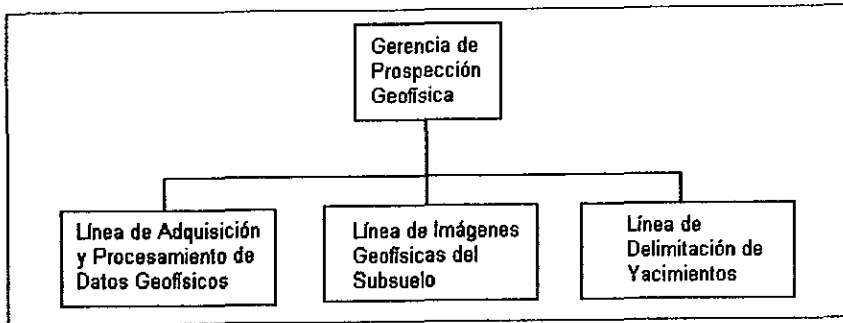 Gerencia de
Prospección
Geofísica
Línea de Adquisición
y Procesamiento de
Datos Geofísicos
Línea de Imágenes
Geofísicas del
Subsuelo
Línea de
Delimitación de
Yacimientos